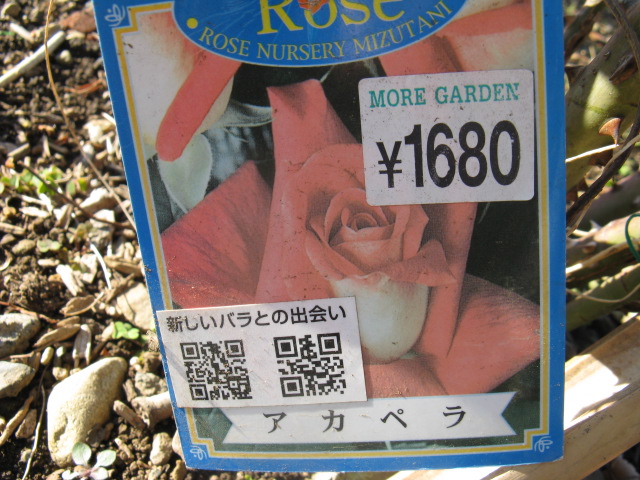 Rose
• ROSE NURSERY MIZUTANI
MORE GARDEN
¥1680
新しいバラとの出会い
アカペラ